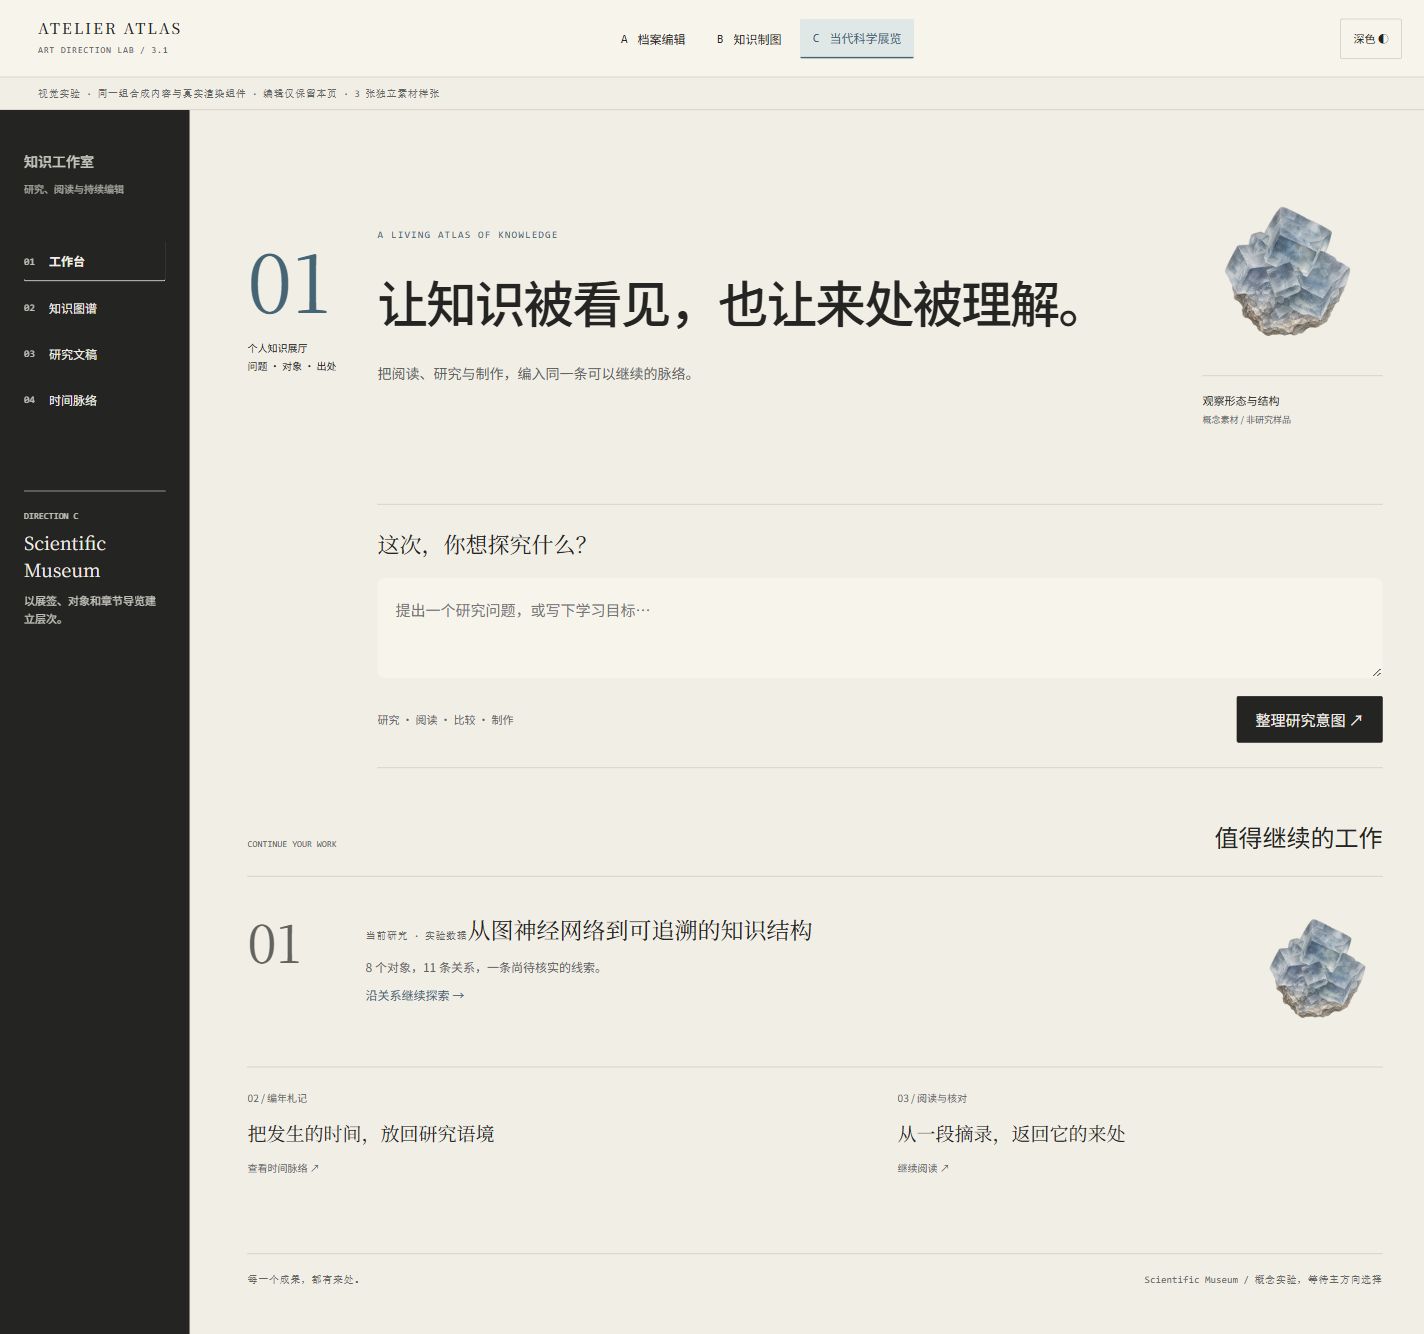 ATELIER ATLAS
ART DIRECTION LAB / 3.1
A 档案编辑
B 知识制图
C 当代科学展览
深色 ◐
视觉实验 · 同一组合成内容与真实渲染组件 · 编辑仅保留本页 · 3 张独立素材样张
知识工作室
研究、阅读与持续编辑
01 工作台
02 知识图谱
03 研究文稿
04 时间脉络
DIRECTION C
Scientific
Museum
以展签、对象和章节导览建
立层次。
01
个人知识展厅
问题 · 对象 · 出处
A LIVING ATLAS OF KNOWLEDGE
让知识被看见，也让来处被理解。
把阅读、研究与制作，编入同一条可以继续的脉络。
观察形态与结构
概念素材 / 非研究样品
这次，你想探究什么？
提出一个研究问题，或写下学习目标…
研究 · 阅读 · 比较 · 制作
整理研究意图 ↗
CONTINUE YOUR WORK
值得继续的工作
01
当前研究 · 实验数据从图神经网络到可追溯的知识结构
8 个对象，11 条关系，一条尚待核实的线索。
沿关系继续探索 →
02 / 编年札记
把发生的时间，放回研究语境
查看时间脉络 ↗
03 / 阅读与核对
从一段摘录，返回它的来处
继续阅读 ↗
每一个成果，都有来处。
Scientific Museum / 概念实验，等待主方向选择